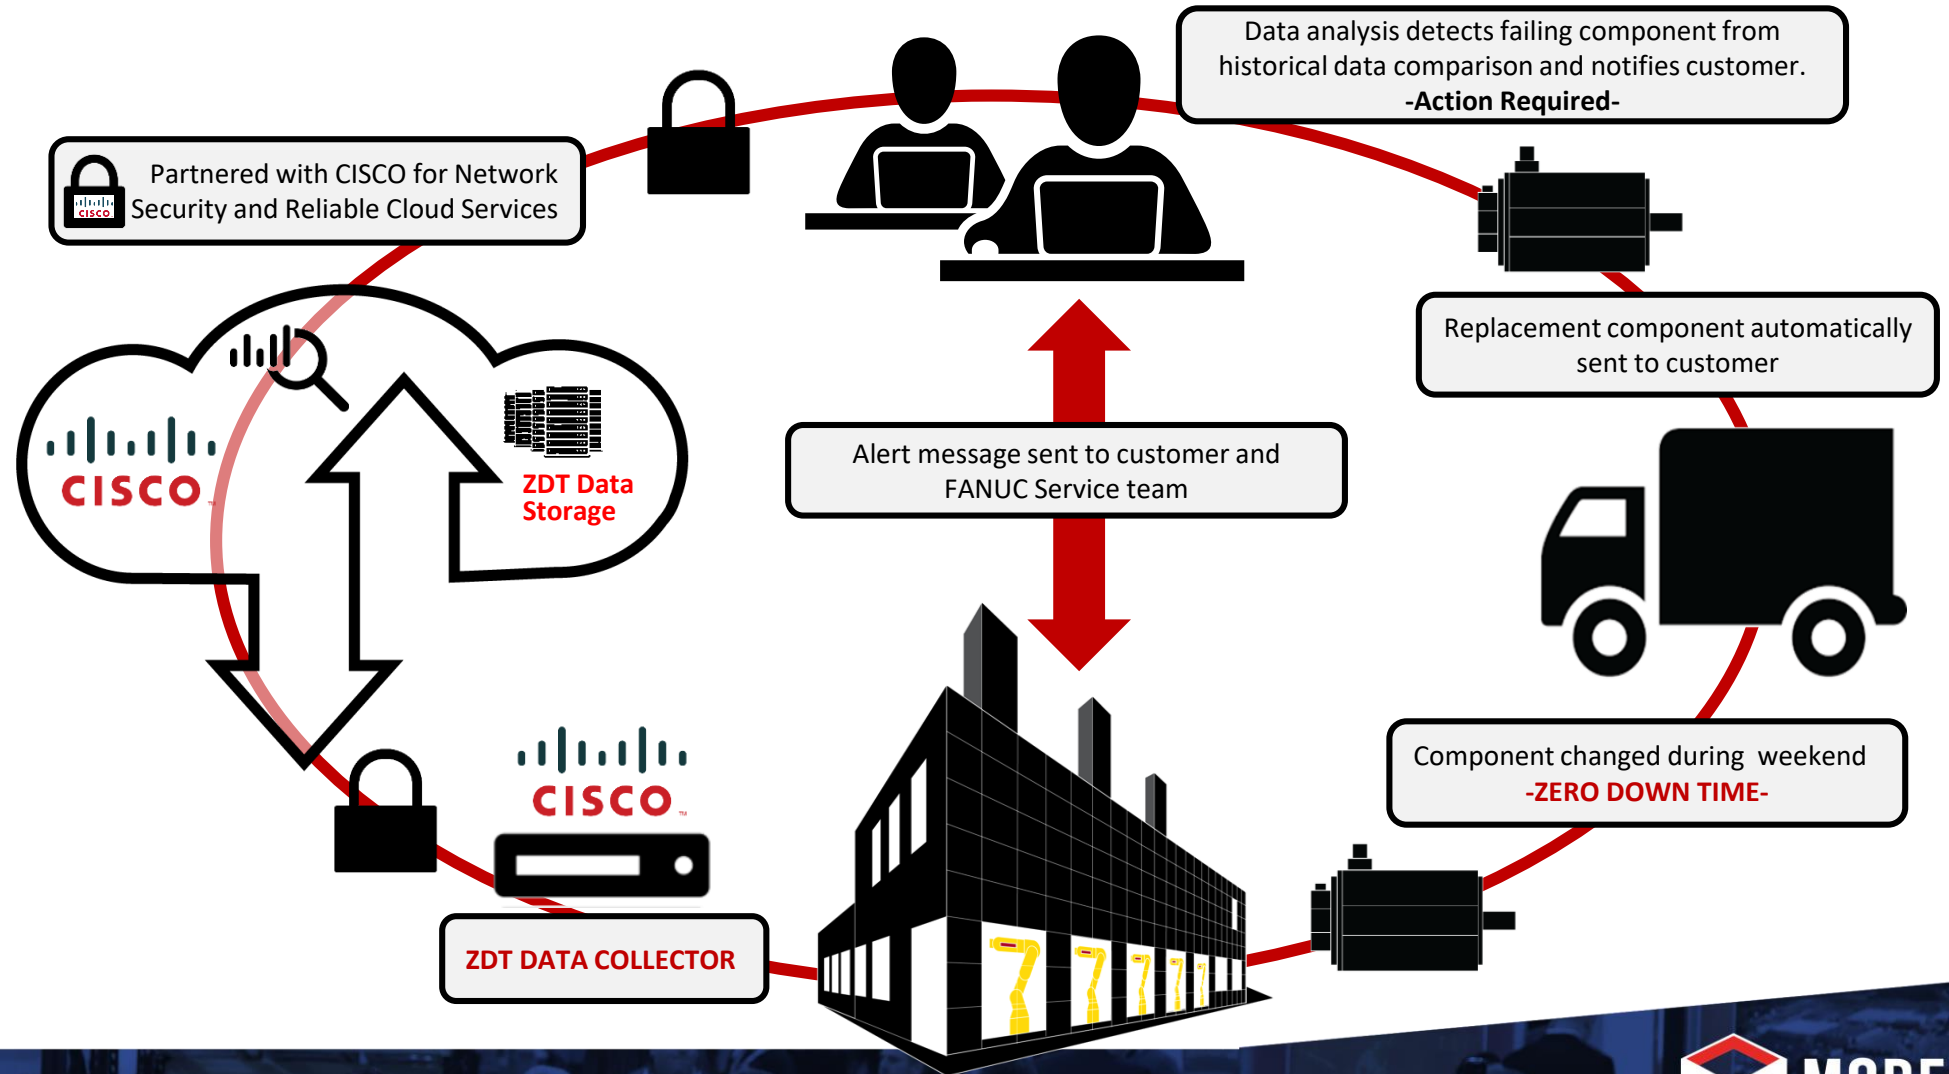 Data analysis detects failing component from
historical data comparison and notifies customer.
-Action Required-
Partnered with CISCO for Network
Security and Reliable Cloud Services
CISCO
Replacement component automatically
sent to customer
CISCO
™
ZDT Data
Storage
Alert message sent to customer and
FANUC Service team
Component changed during  weekend
-ZERO DOWN TIME-
CISCO
™
ZDT DATA COLLECTOR